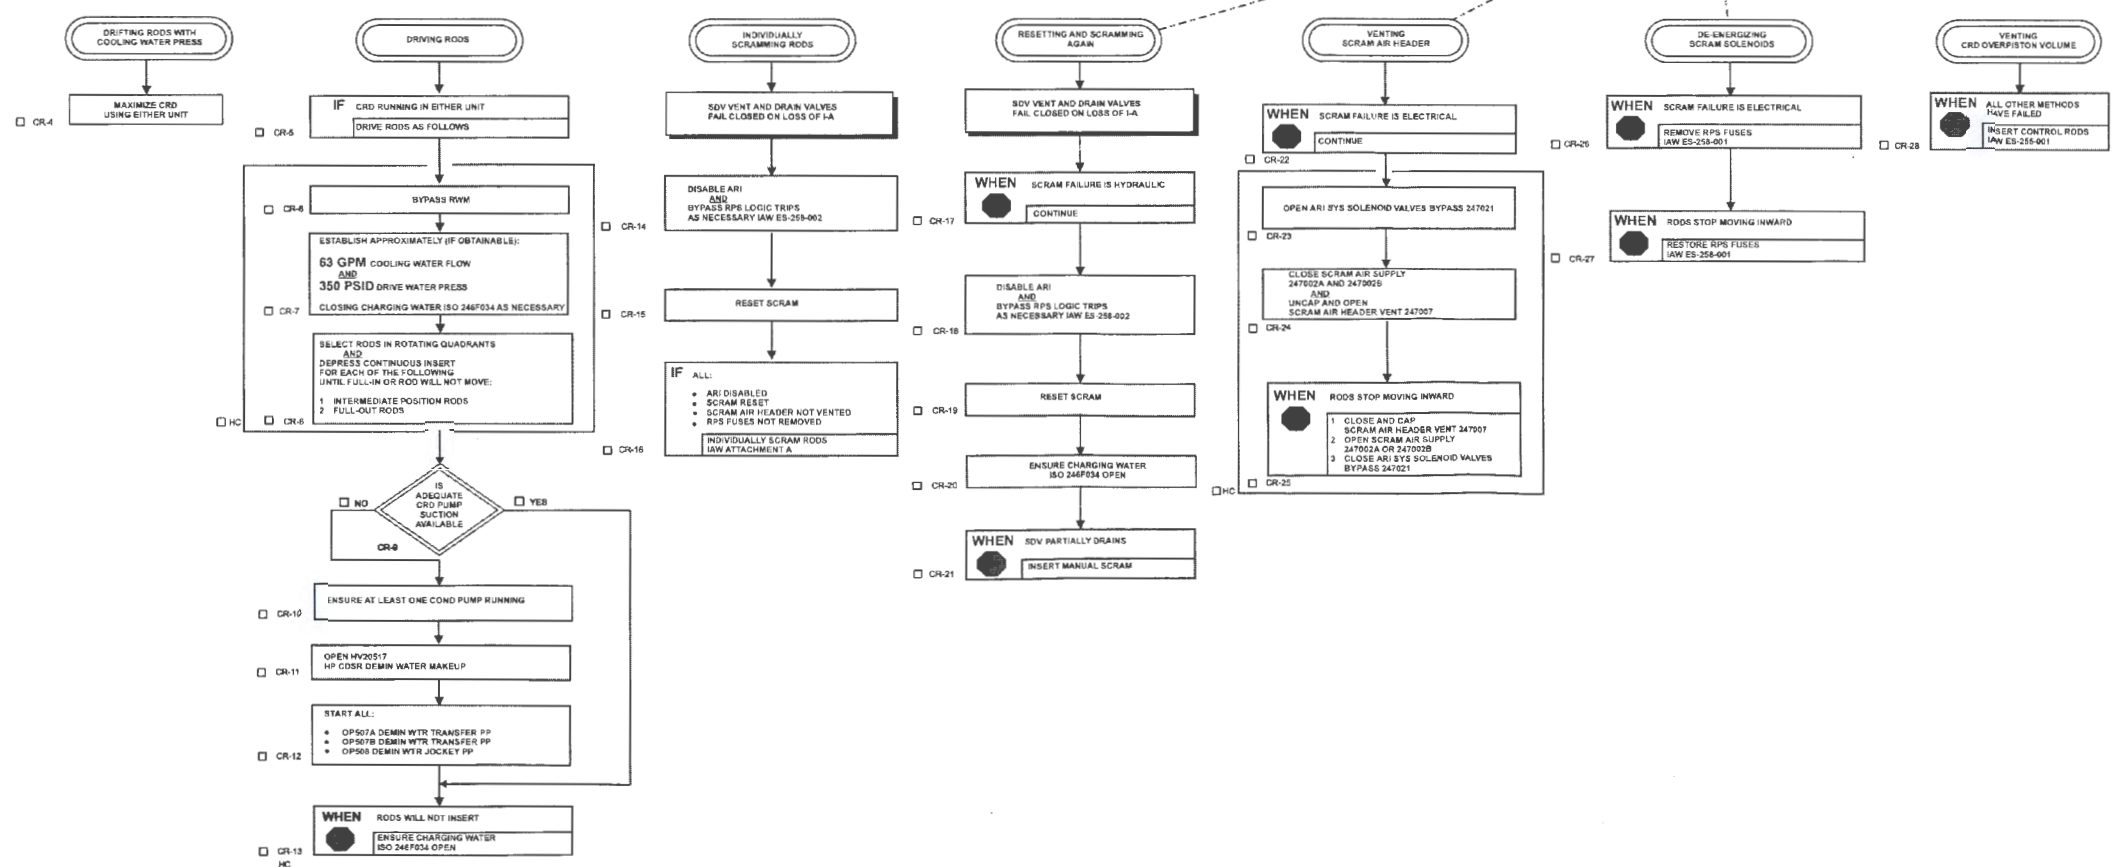 DRIFTING RODS WITH
COOLING WATER PRESS
MAXIMIZE CRD
USING EITHER UNIT
CR-4
DRIVING RODS
IF CRD RUNNING IN EITHER UNIT
DRIVE RODS AS FOLLOWS
CR-5
BYPASS RWM
CR-6
ESTABLISH APPROXIMATELY (IF OBTAINABLE):
63 GPM COOLING WATER FLOW
AND
350 PSID DRIVE WATER PRESS
CLOSING CHARGING WATER ISO 246F034 AS NECESSARY
CR-7
SELECT RODS IN ROTATING QUADRANTS
AND
DEPRESS CONTINUOUS INSERT
FOR EACH OF THE FOLLOWING
UNTIL FULL-IN OR ROD WILL NOT MOVE:
1 INTERMEDIATE POSITION RODS
2 FULL-OUT RODS
HC
IS
ADEQUATE
CRD PUMP
SUCTION
AVAILABLE
NO
YES
CR-9
ENSURE AT LEAST ONE COND PUMP RUNNING
CR-10
OPEN HV20517
HP CDSR DEMIN WATER MAKEUP
CR-11
START ALL:
• OP507A DEMIN WTR TRANSFER PP
• OP507B DEMIN WTR TRANSFER PP
• OP508 DEMIN WTR JOCKEY PP
CR-12
WHEN RODS WILL NOT INSERT
ENSURE CHARGING WATER
ISO 246F034 OPEN
CR-13
HC
INDIVIDUALLY
SCRAMMING RODS
SDV VENT AND DRAIN VALVES
FAIL CLOSED ON LOSS OF I-A
DISABLE ARI
AND
BYPASS RPS LOGIC TRIPS
AS NECESSARY IAW ES-258-002
CR-14
RESET SCRAM
CR-15
IF ALL:
• ARI DISABLED
• SCRAM RESET
• SCRAM AIR HEADER NOT VENTED
• RPS FUSES NOT REMOVED
INDIVIDUALLY SCRAM RODS
IAW ATTACHMENT A
CR-16
RESETTING AND SCRAMMING
AGAIN
SDV VENT AND DRAIN VALVES
FAIL CLOSED ON LOSS OF I-A
WHEN SCRAM FAILURE IS HYDRAULIC
CONTINUE
CR-17
DISABLE ARI
AND
BYPASS RPS LOGIC TRIPS
AS NECESSARY IAW ES-258-002
CR-18
RESET SCRAM
CR-19
ENSURE CHARGING WATER
ISO 246F034 OPEN
CR-20
WHEN SDV PARTIALLY DRAINS
INSERT MANUAL SCRAM
CR-21
VENTING
SCRAM AIR HEADER
WHEN SCRAM FAILURE IS ELECTRICAL
CONTINUE
CR-22
OPEN ARI SYS SOLENOID VALVES BYPASS 247021
CR-23
CLOSE SCRAM AIR SUPPLY
247002A AND 247002B
AND
UNCAP AND OPEN
SCRAM AIR HEADER VENT 247007
CR-24
WHEN RODS STOP MOVING INWARD
1 CLOSE AND CAP
SCRAM AIR HEADER VENT 247007
2 OPEN SCRAM AIR SUPPLY
247002A OR 247002B
3 CLOSE ARI SYS SOLENOID VALVES
BYPASS 247021
CR-25
HC
DE-ENERGIZING
SCRAM SOLENOIDS
WHEN SCRAM FAILURE IS ELECTRICAL
REMOVE RPS FUSES
IAW ES-258-001
CR-26
WHEN RODS STOP MOVING INWARD
RESTORE RPS FUSES
IAW ES-258-001
CR-27
VENTING
CRD OVERPISTON VOLUME
WHEN ALL OTHER METHODS
HAVE FAILED
INSERT CONTROL RODS
IAW ES-255-001
CR-28